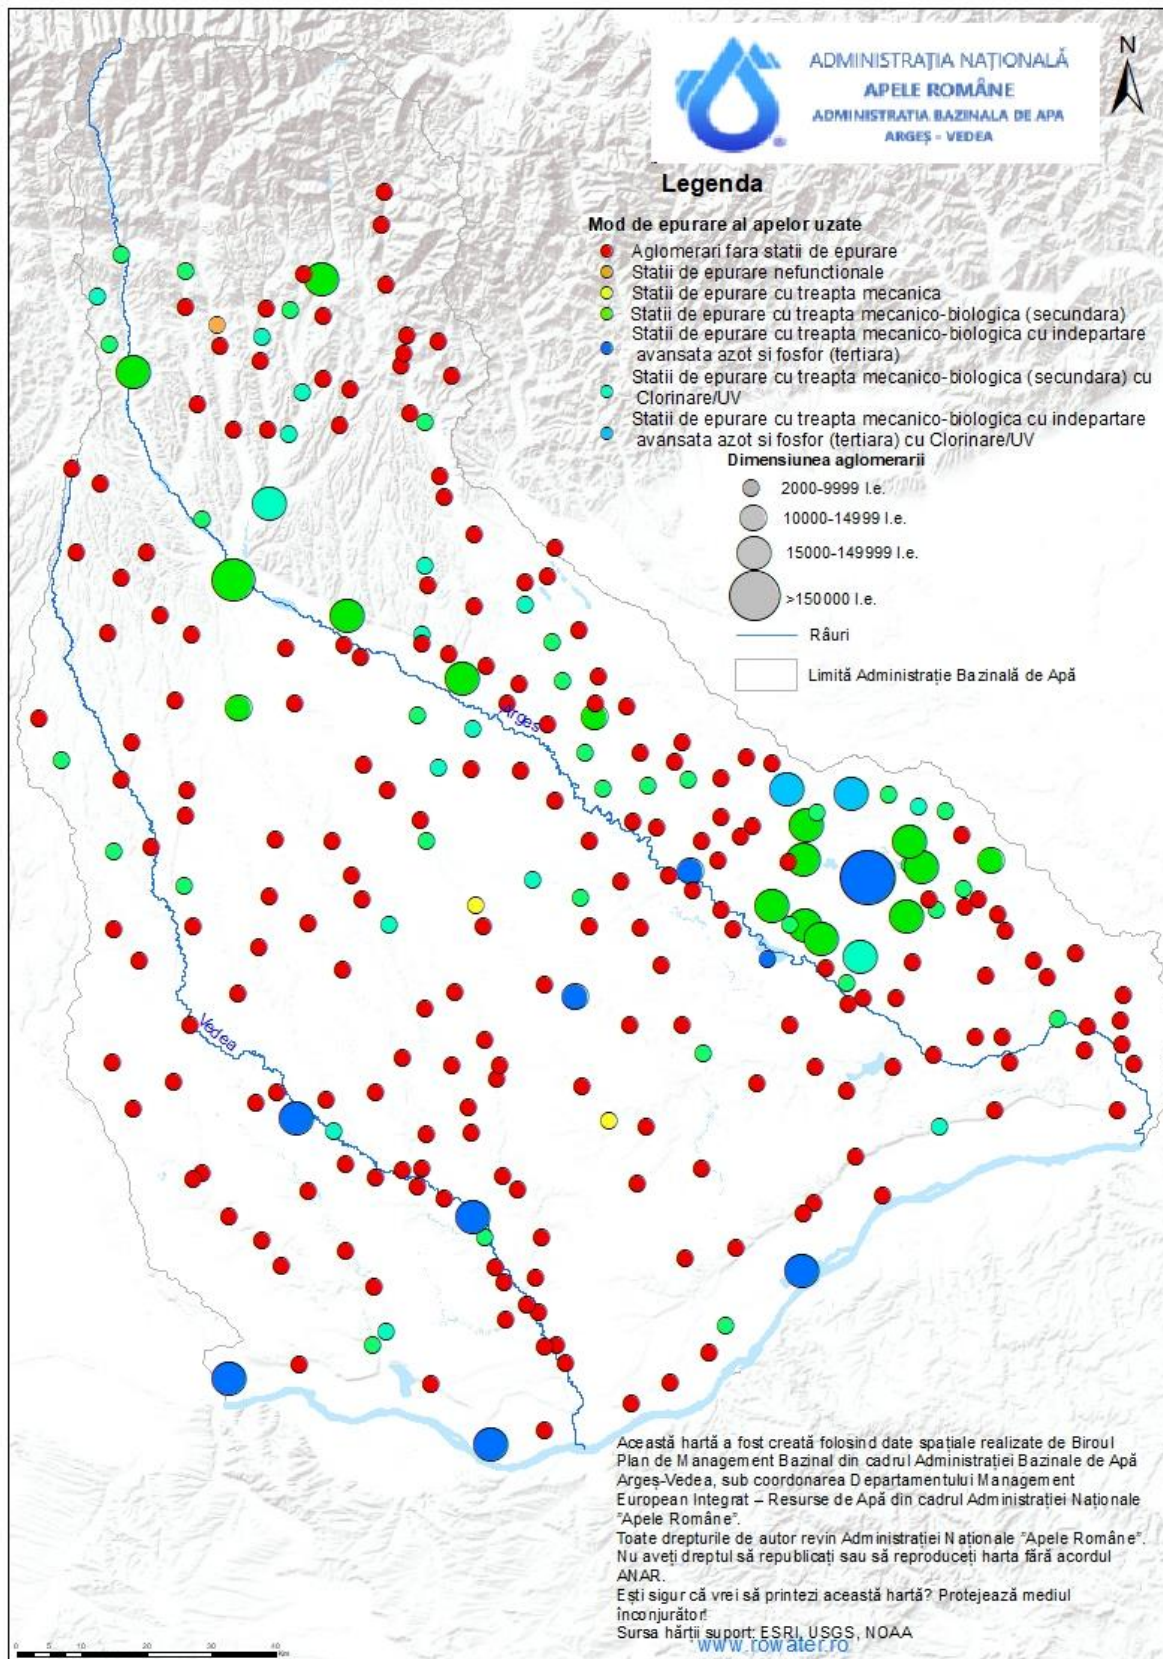 ADMINISTRAȚIA NAȚIONALĂ
APELE ROMÂNE
ADMINISTRATIA BAZINALA DE APA
ARGEȘ - VEDEA
N
Legenda
Mod de epurare al apelor uzate
Aglomerari fara statii de epurare
Statii de epurare nefunctionale
Statii de epurare cu treapta mecanica
Statii de epurare cu treapta mecanico-biologica (secundara)
Statii de epurare cu treapta mecanico-biologica cu indepartare
avansata azot si fosfor (tertiara)
Statii de epurare cu treapta mecanico-biologica (secundara) cu
Clorinare/UV
Statii de epurare cu treapta mecanico-biologica cu indepartare
avansata azot si fosfor (tertiara) cu Clorinare/UV
Dimensiunea aglomerarii
2000-9999 l.e.
10000-14999 l.e.
15000-149999 l.e.
>150000 l.e.
Râuri
Limită Administrație Bazinală de Apă
Argeș
Vedea
Această hartă a fost creată folosind date spațiale realizate de Biroul
Plan de Management Bazinal din cadrul Administrației Bazinale de Apă
Argeș-Vedea, sub coordonarea Departamentului Management
European Integrat – Resurse de Apă din cadrul Administrației Naționale
"Apele Române".
Toate drepturile de autor revin Administrației Naționale "Apele Române".
Nu aveți dreptul să republicați sau să reproduceți harta fără acordul
ANAR.
Ești sigur că vrei să printezi această hartă? Protejează mediul
înconjurător!
Sursa hărții suport: ESRI, USGS, NOAA
www.rowater.ro
0 5 10 20 30 40
Km